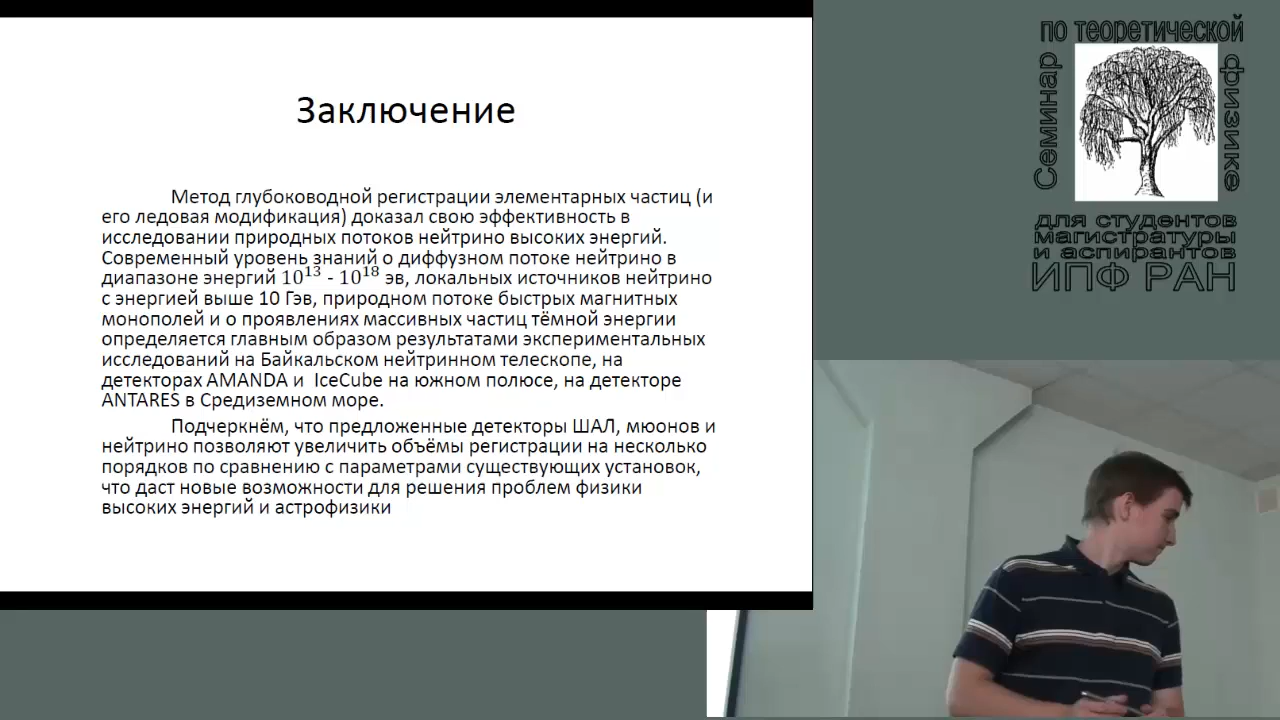 Заключение
Метод глубоководной регистрации элементарных частиц (и
его ледовая модификация) доказал свою эффективность в
исследовании природных потоков нейтрино высоких энергий.
Современный уровень знаний о диффузном потоке нейтрино в
диапазоне энергий 10¹³ - 10¹⁸ эв, локальных источников нейтрино
с энергией выше 10 Гэв, природном потоке быстрых магнитных
монополей и о проявлениях массивных частиц тёмной энергии
определяется главным образом результатами экспериментальных
исследований на Байкальском нейтринном телескопе, на
детекторах AMANDA и IceCube на южном полюсе, на детекторе
ANTARES в Средиземном море.
Подчеркнём, что предложенные детекторы ШАЛ, мюонов и
нейтрино позволяют увеличить объёмы регистрации на несколько
порядков по сравнению с параметрами существующих установок,
что даст новые возможности для решения проблем физики
высоких энергий и астрофизики
Семинар
по теоретической
физике
для студентов
магистратуры
и аспирантов
ИПФ РАН